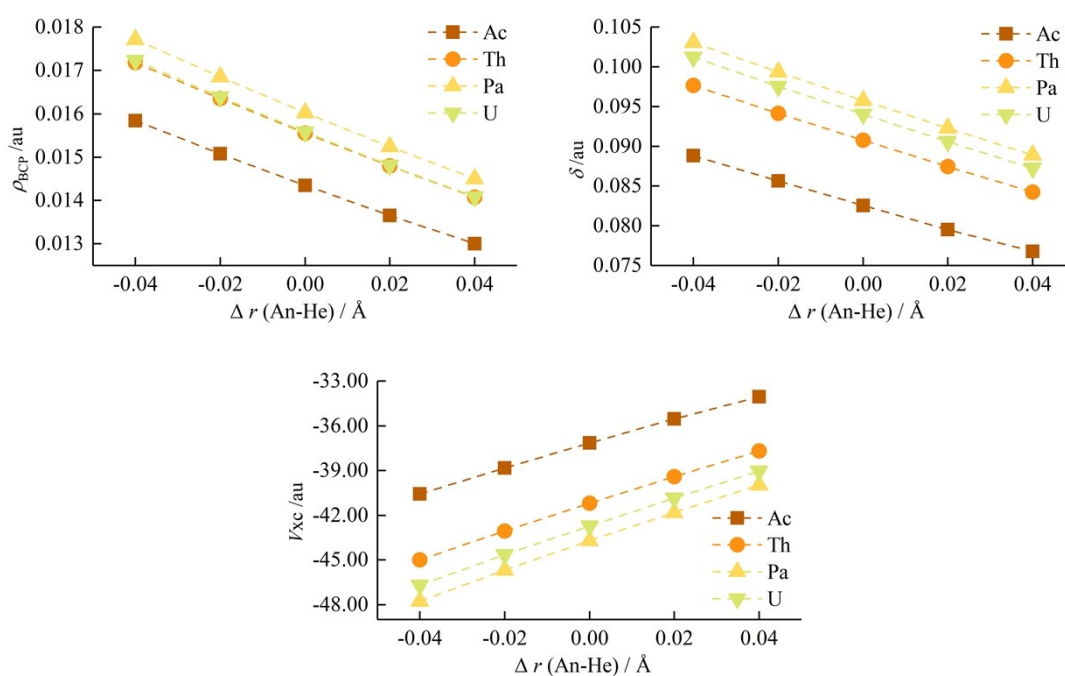 0.018
0.017
0.016
0.015
0.014
0.013
ρBCP /au
-0.04 -0.02 0.00 0.02 0.04
Δ r (An-He) / Å
Ac
Th
Pa
U
0.105
0.100
0.095
0.090
0.085
0.080
0.075
δ /au
-0.04 -0.02 0.00 0.02 0.04
Δ r (An-He) / Å
Ac
Th
Pa
U
-33.00
-36.00
-39.00
-42.00
-45.00
-48.00
Vxc /au
-0.04 -0.02 0.00 0.02 0.04
Δ r (An-He) / Å
Ac
Th
Pa
U